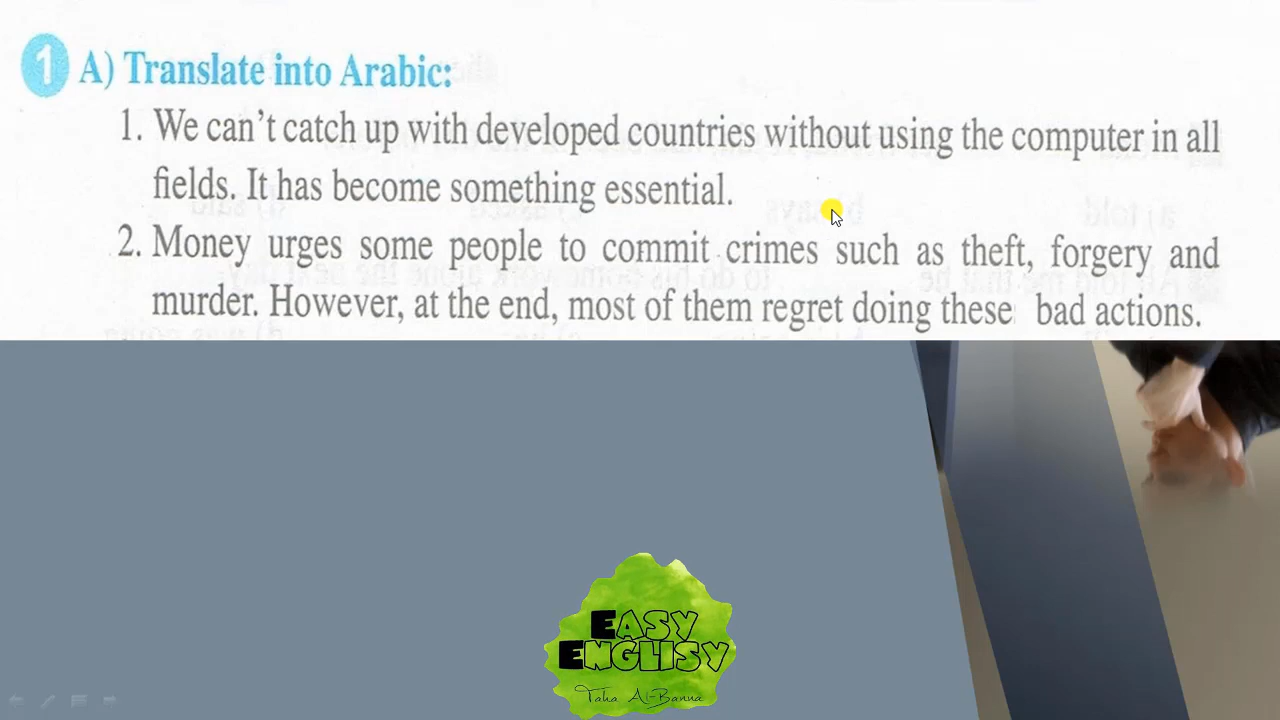 1 A) Translate into Arabic:
1. We can't catch up with developed countries without using the computer in all
fields. It has become something essential.
2. Money urges some people to commit crimes such as theft, forgery and
murder. However, at the end, most of them regret doing these bad actions.
EASY
ENGLISY
Taha Al-Banna